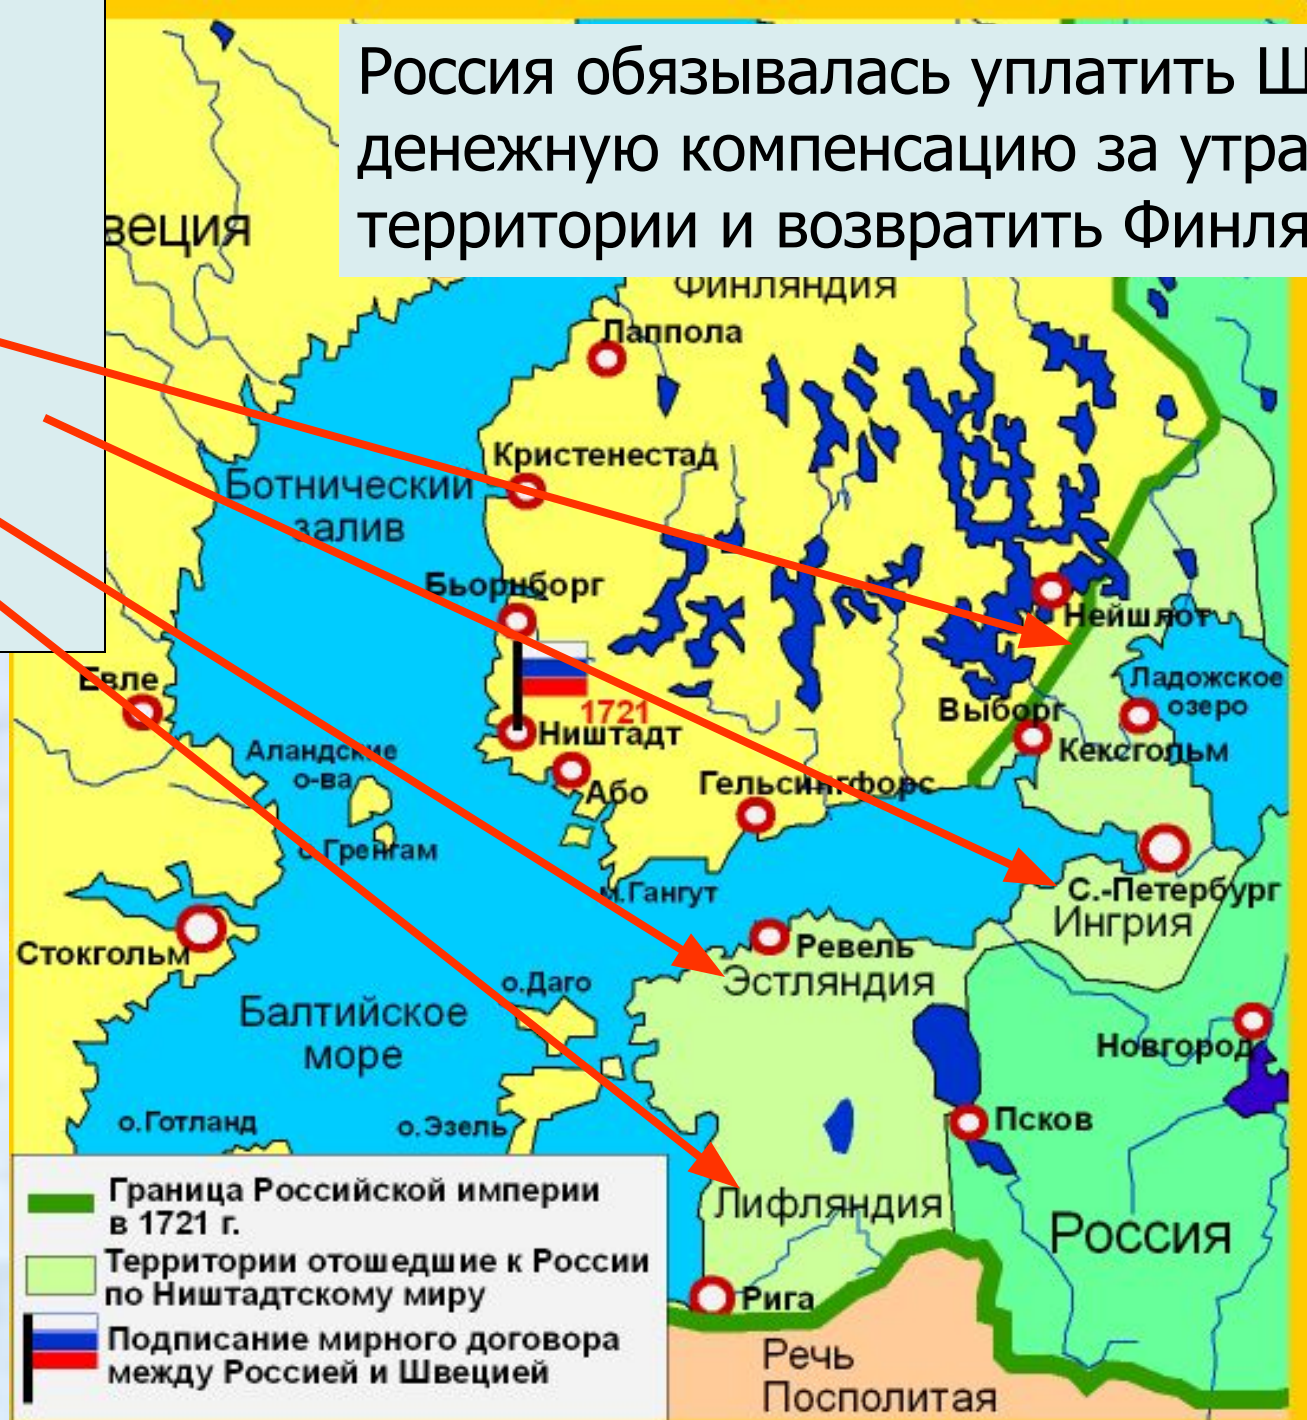 Россия обязывалась уплатить Ш
денежную компенсацию за утра
территории и возвратить Финля
веция
Финляндия
Лаппола
Кристенестад
Ботнический
залив
Бьорнборг
Нейшлот
Евле
Ладожское
озеро
1721
Выборг
Ништадт
Кексгольм
Аландские
о-ва
Або
Гельсингфорс
о.Гренгам
м.Гангут
С.-Петербург
Ингрия
Стокгольм
Ревель
Эстляндия
о.Даго
Балтийское
море
Новгород
о.Готланд
о.Эзель
Псков
Лифляндия
Россия
Рига
Речь
Посполитая
Граница Российской империи
в 1721 г.
Территории отошедшие к России
по Ништадтскому миру
Подписание мирного договора
между Россией и Швецией